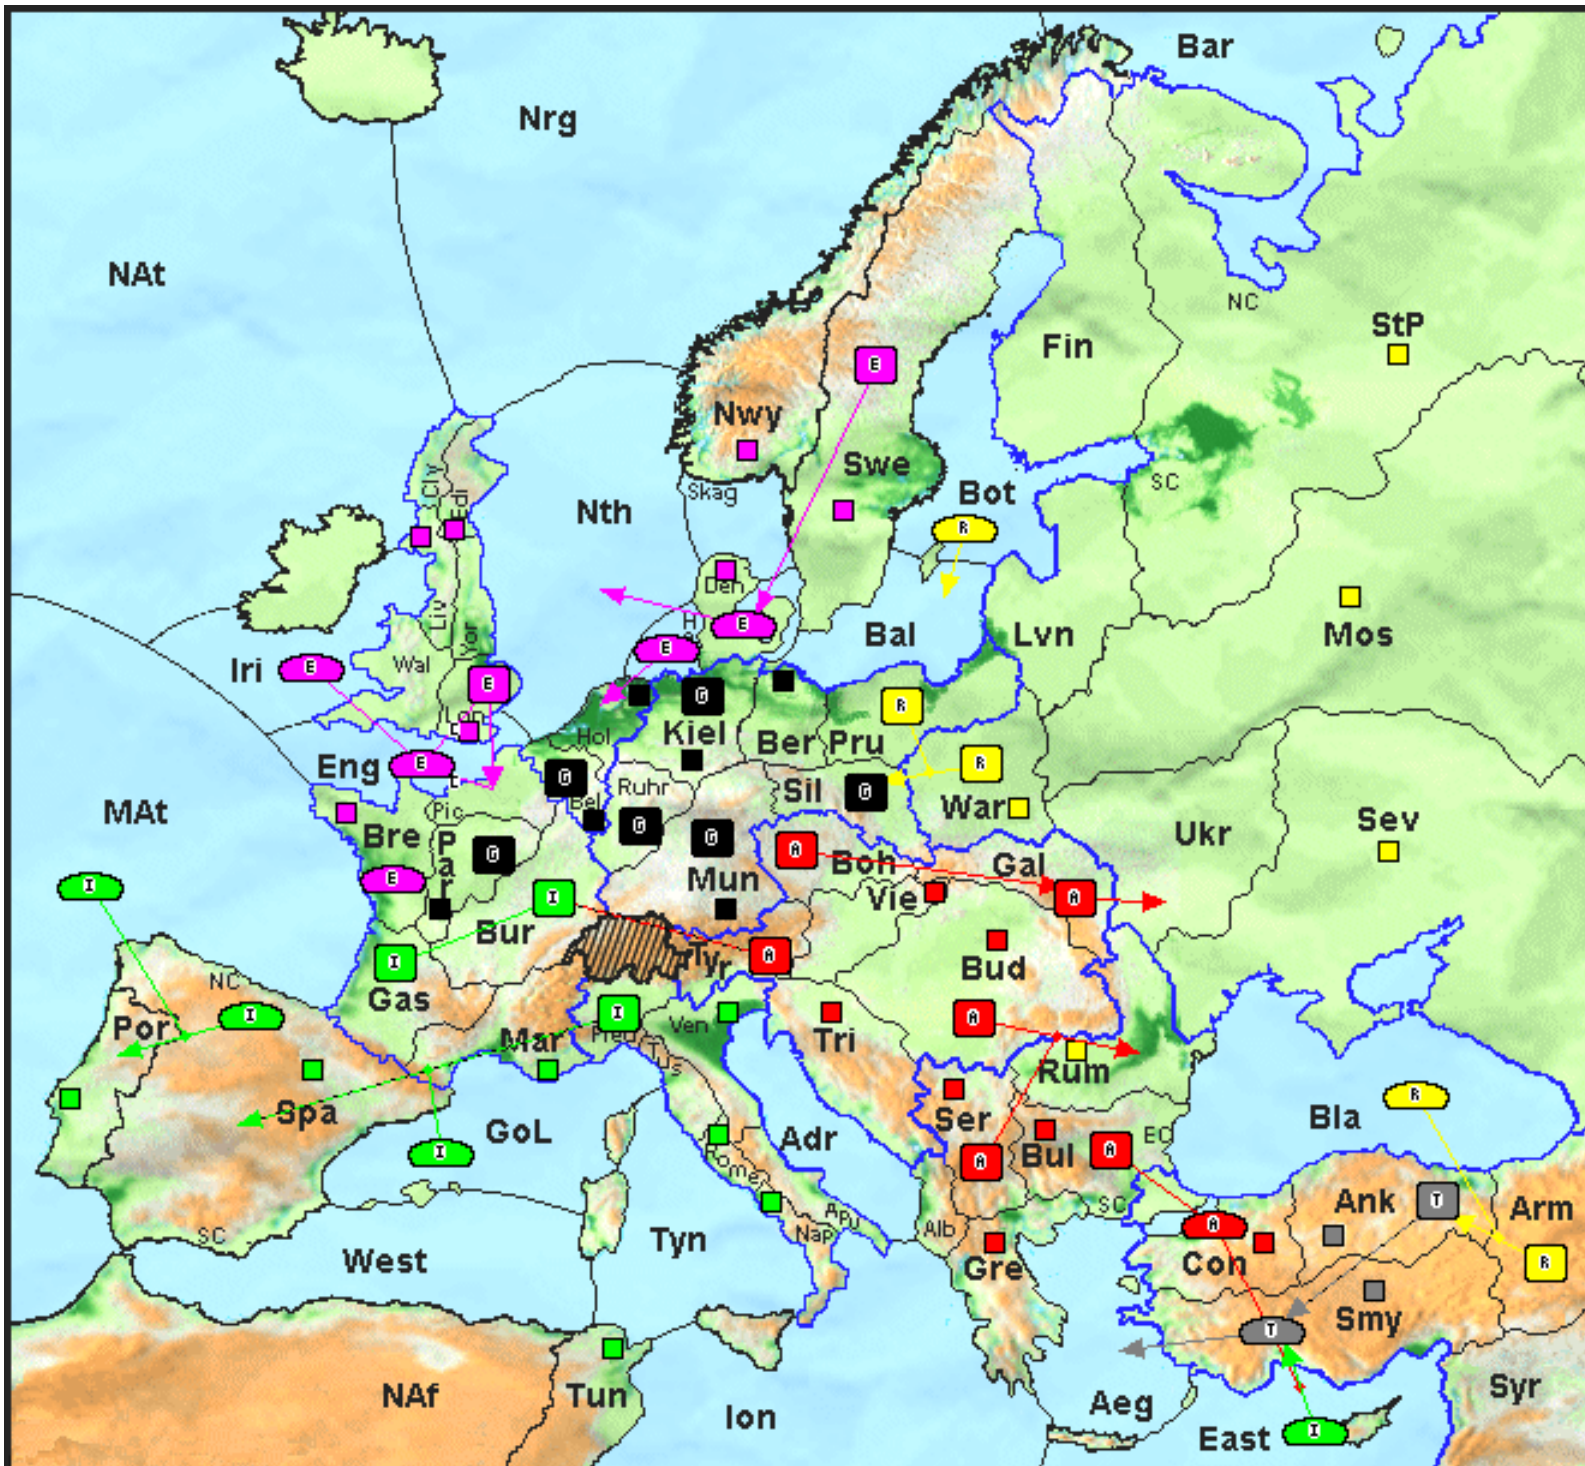 Bar
Nrg
NAt
NC
StP
Fin
E
Nwy
Swe
SC
Skag
Bot
Cly
Edi
Nth
R
Den
E
Liv
Yor
Bal
Lvn
Mos
H
E
Iri
E
Wal
E
G
R
Lon
Hol
Kiel
Ber
Pru
Eng
E
G
Ruhr
Sil
G
R
War
MAt
Pic
Bel
Bre
Par
G
G
G
A
Boh
Gal
Ukr
Sev
I
E
Mun
Vie
I
A
Bur
Tyr
A
Bud
I
Gas
NC
I
Por
I
Pied
Ven
Mar
Tus
Tri
A
Rum
Spa
GoL
Ser
R
Bla
I
Adr
A
Bul
A
EC
Rome
SC
Ank
T
Arm
SC
West
Tyn
Apu
Nap
Alb
Gre
A
Con
R
Smy
T
NAf
Tun
Ion
Aeg
East
I
Syr